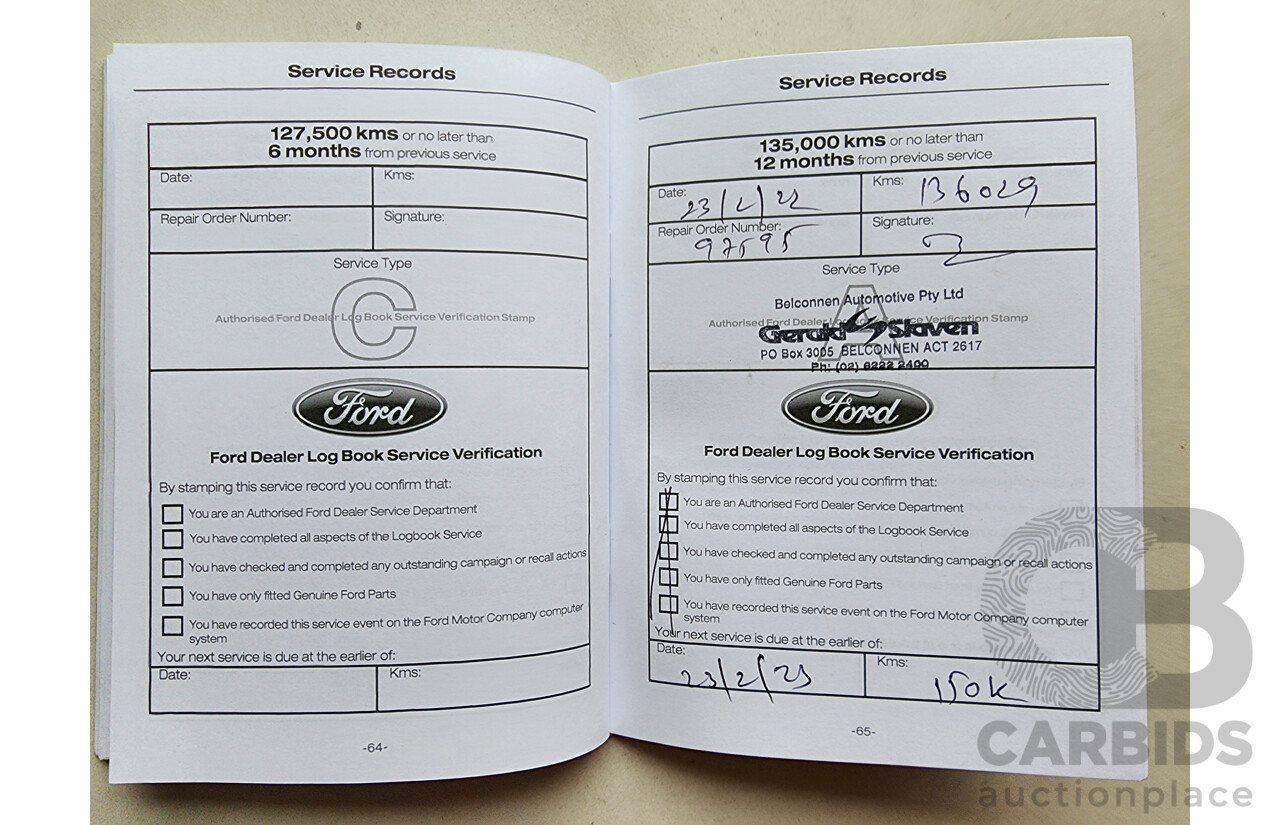 Service Records
127,500 kms or no later than
6 months from previous service
Date:
Kms:
Repair Order Number:
Signature:
Service Type
C
Authorised Ford Dealer Log Book Service Verification Stamp
Ford
Ford Dealer Log Book Service Verification
By stamping this service record you confirm that:
You are an Authorised Ford Dealer Service Department
You have completed all aspects of the Logbook Service
You have checked and completed any outstanding campaign or recall actions
You have only fitted Genuine Ford Parts
You have recorded this service event on the Ford Motor Company computer
system
Your next service is due at the earlier of:
Date:
Kms:
-64-
Service Records
135,000 kms or no later than
12 months from previous service
Date: 23/2/22
Kms: 136029
Repair Order Number:
97595
Signature:
Service Type
A
Belconnen Automotive Pty Ltd
Authorised Ford Dealer Log Book Service Verification Stamp
Gerald Slaven
PO Box 3005 BELCONNEN ACT 2617
Ph: (02) 6222 2400
Ford
Ford Dealer Log Book Service Verification
By stamping this service record you confirm that:
You are an Authorised Ford Dealer Service Department
You have completed all aspects of the Logbook Service
You have checked and completed any outstanding campaign or recall actions
You have only fitted Genuine Ford Parts
You have recorded this service event on the Ford Motor Company computer
system
Your next service is due at the earlier of:
Date:
23/2/23
Kms:
150K
-65-
CB
CARBIDS
auctionplace